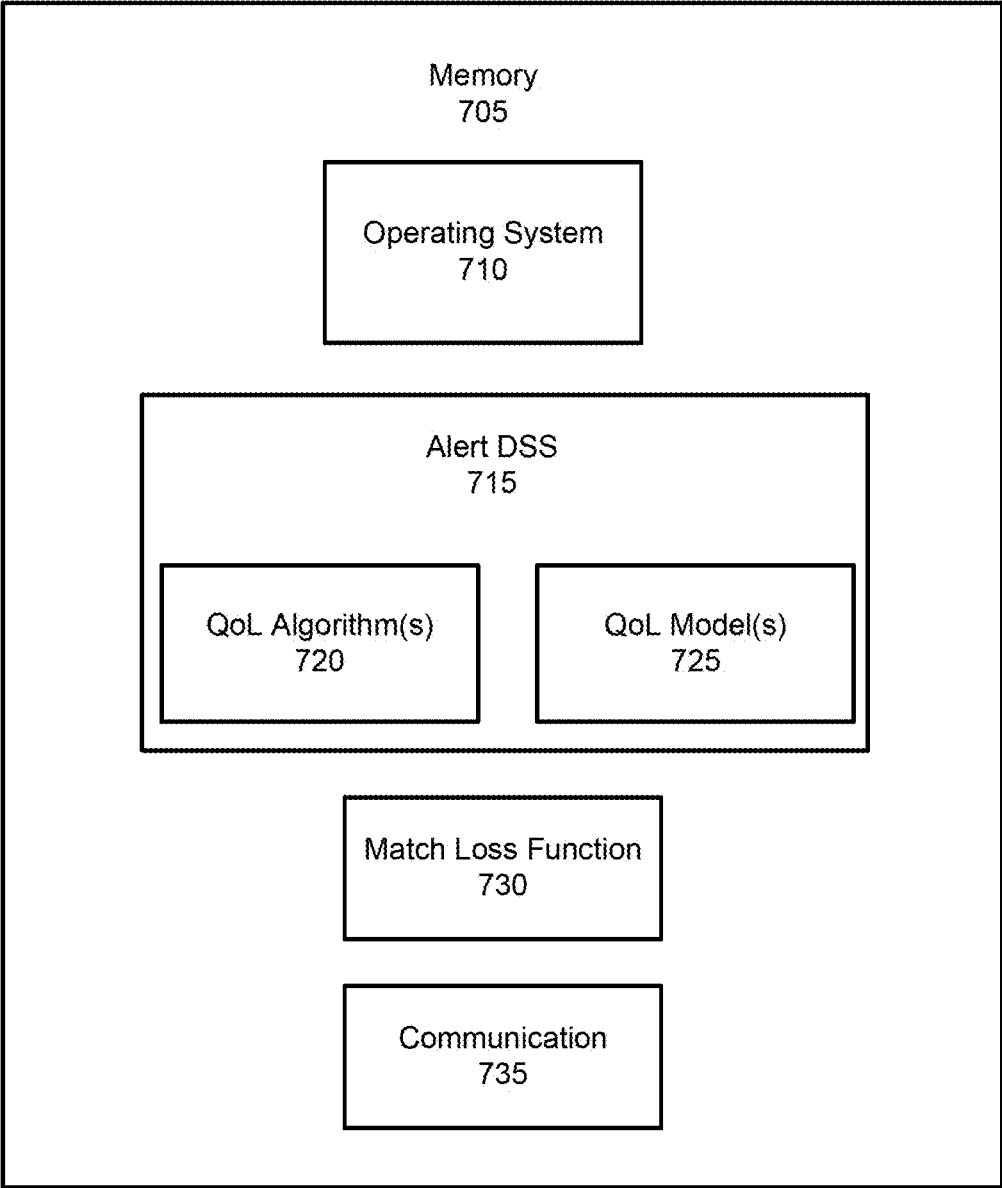 Memory
705
Operating System
710
Alert DSS
715
QoL Algorithm(s)
720
QoL Model(s)
725
Match Loss Function
730
Communication
735